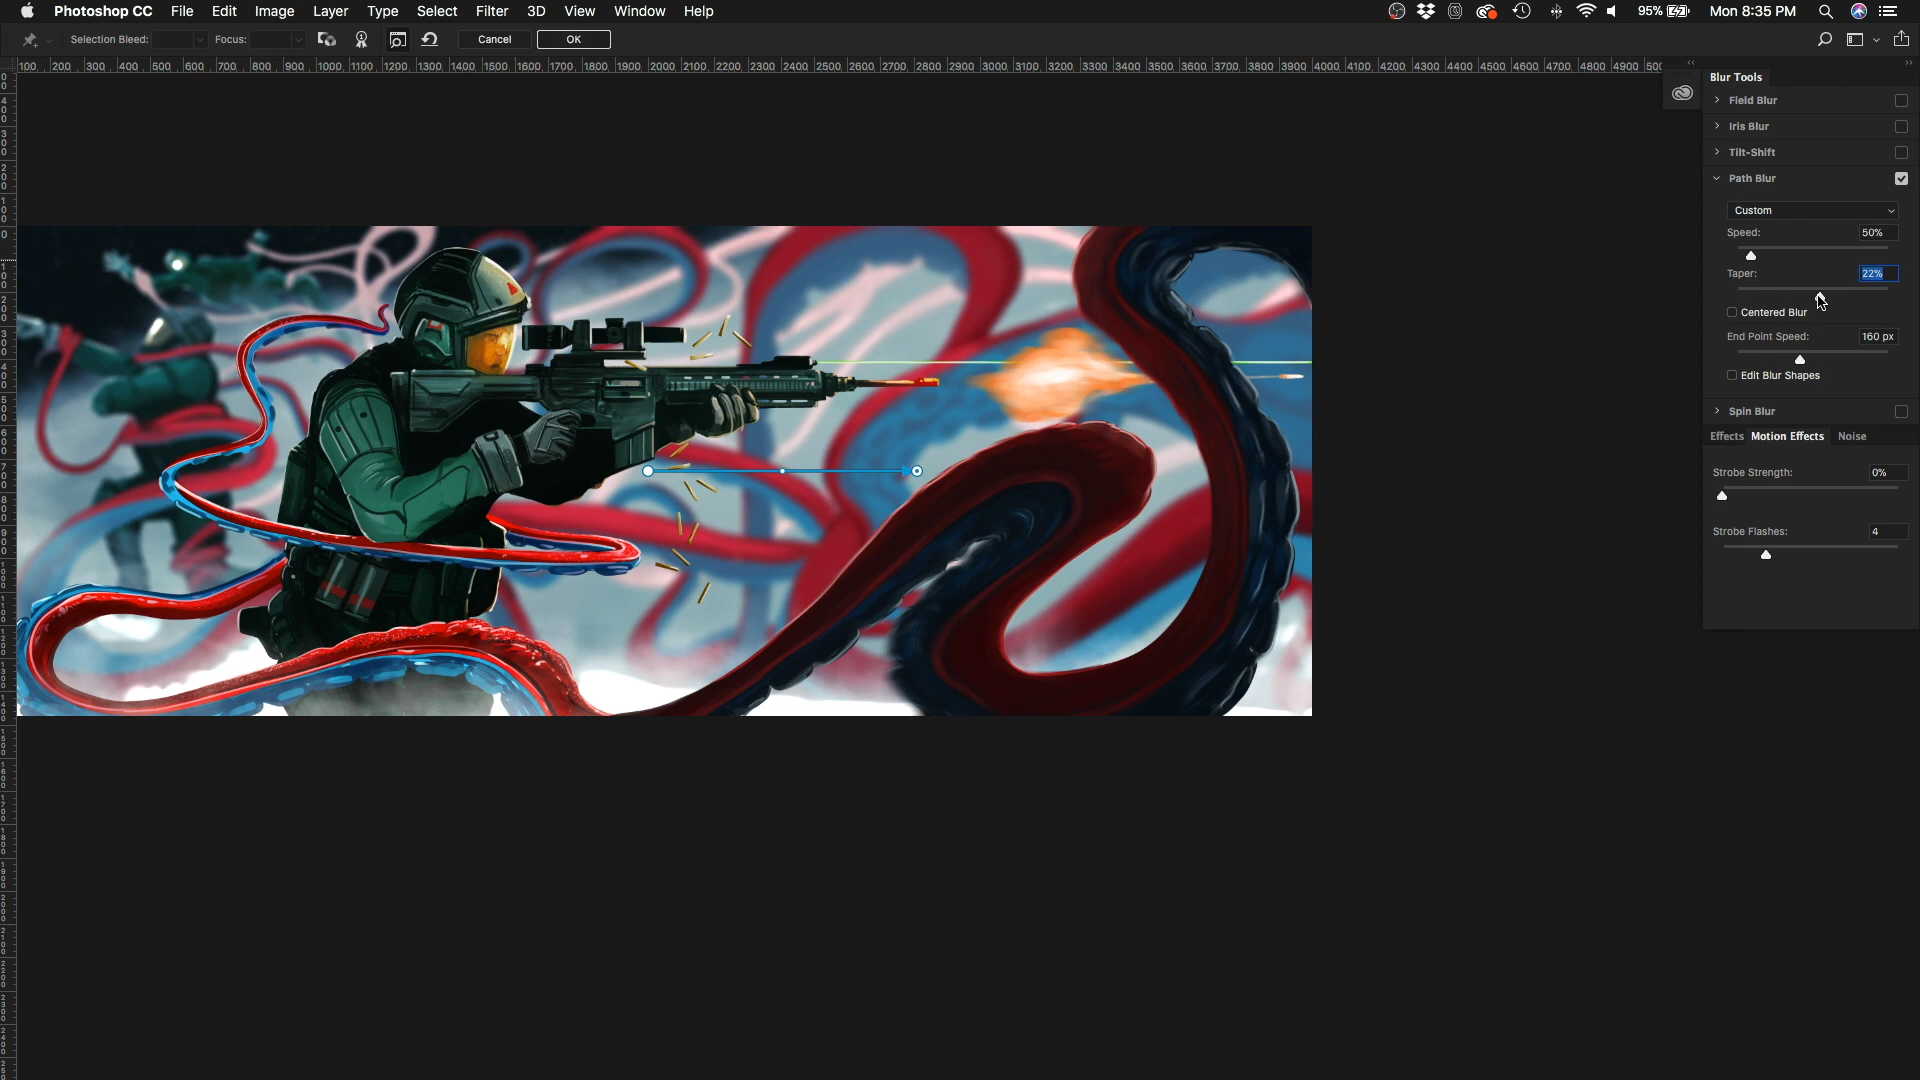 Photoshop CC File Edit Image Layer Type Select Filter 3D View Window Help 95% Mon 8:35 PM
Selection Bleed: Focus: Cancel OK
100 200 300 400 500 600 700 800 900 1000 1100 1200 1300 1400 1500 1600 1700 1800 1900 2000 2100 2200 2300 2400 2500 2600 2700 2800 2900 3000 3100 3200 3300 3400 3500 3600 3700 3800 3900 4000 4100 4200 4300 4400 4500 4600 4700 4800 4900 500
Blur Tools
Field Blur
Iris Blur
Tilt-Shift
Path Blur
Custom
Speed: 50%
Taper: 22%
Centered Blur
End Point Speed: 160 px
Edit Blur Shapes
Spin Blur
Effects Motion Effects Noise
Strobe Strength: 0%
Strobe Flashes: 4